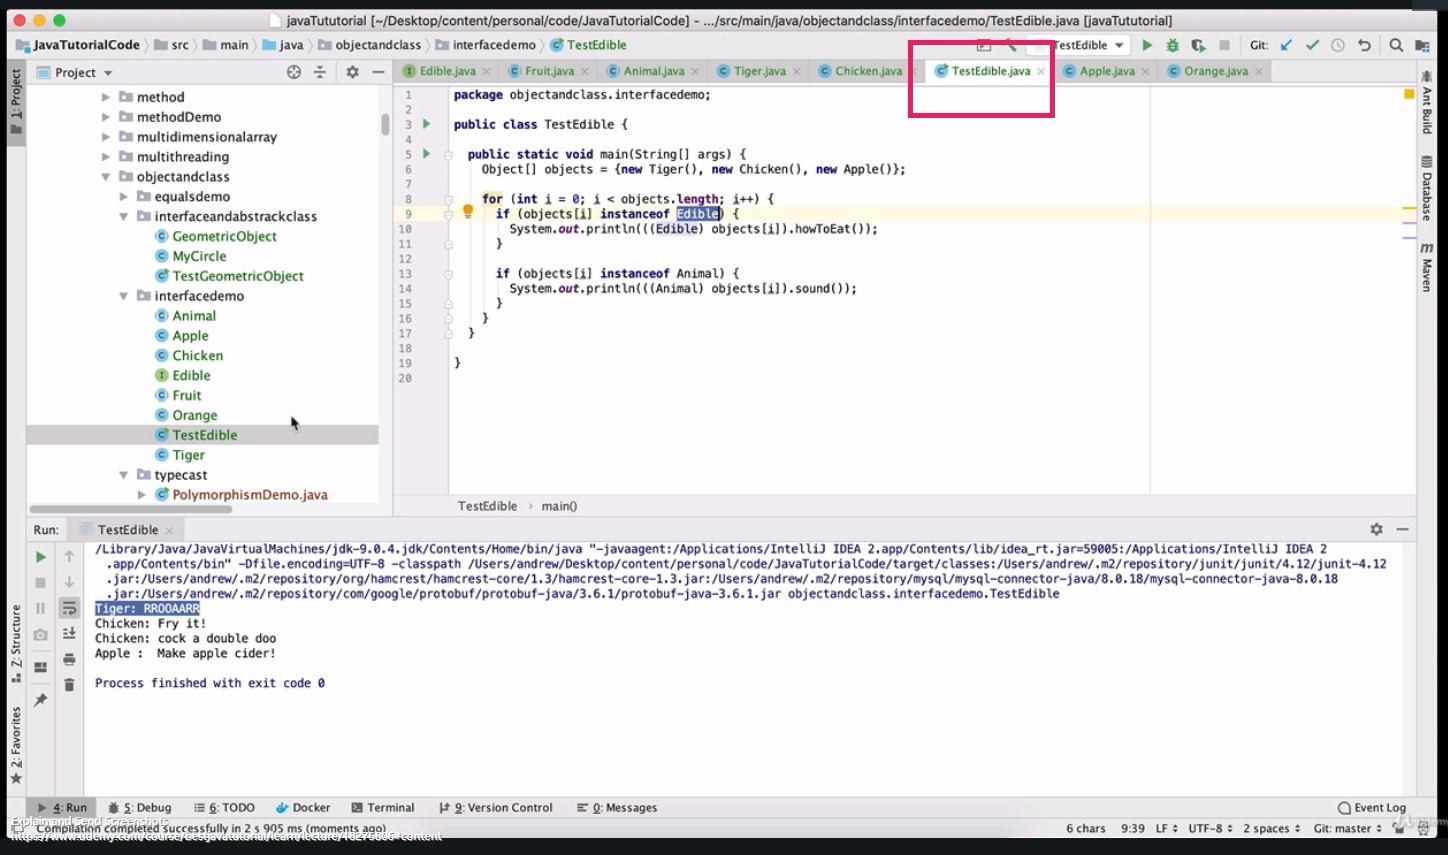 javaTututorial [~/Desktop/content/personal/code/JavaTutorialCode] - .../src/main/java/objectandclass/interfacedemo/TestEdible.java [javaTututorial]
JavaTutorialCode src main java objectandclass interfacedemo TestEdible
TestEdible Git:
1: Project
Project
Edible.java Fruit.java Animal.java Tiger.java Chicken.java TestEdible.java Apple.java Orange.java
method
methodDemo
multidimensionalarray
multithreading
objectandclass
equalsdemo
interfaceandabstrackclass
GeometricObject
MyCircle
TestGeometricObject
interfacedemo
Animal
Apple
Chicken
Edible
Fruit
Orange
TestEdible
Tiger
typecast
PolymorphismDemo.java
1 package objectandclass.interfacedemo;
2
3 public class TestEdible {
4
5 public static void main(String[] args) {
6 Object[] objects = {new Tiger(), new Chicken(), new Apple()};
7
8 for (int i = 0; i < objects.length; i++) {
9 if (objects[i] instanceof Edible) {
10 System.out.println(((Edible) objects[i]).howToEat());
11 }
12
13 if (objects[i] instanceof Animal) {
14 System.out.println(((Animal) objects[i]).sound());
15 }
16 }
17 }
18
19 }
20
TestEdible › main()
Ant Build
Database
Maven
Run: TestEdible
/Library/Java/JavaVirtualMachines/jdk-9.0.4.jdk/Contents/Home/bin/java "-javaagent:/Applications/IntelliJ IDEA 2.app/Contents/lib/idea_rt.jar=59005:/Applications/IntelliJ IDEA 2
.app/Contents/bin" -Dfile.encoding=UTF-8 -classpath /Users/andrew/Desktop/content/personal/code/JavaTutorialCode/target/classes:/Users/andrew/.m2/repository/junit/junit/4.12/junit-4.12
.jar:/Users/andrew/.m2/repository/org/hamcrest/hamcrest-core/1.3/hamcrest-core-1.3.jar:/Users/andrew/.m2/repository/mysql/mysql-connector-java/8.0.18/mysql-connector-java-8.0.18
.jar:/Users/andrew/.m2/repository/com/google/protobuf/protobuf-java/3.6.1/protobuf-java-3.6.1.jar objectandclass.interfacedemo.TestEdible
Tiger: RROOAARR
Chicken: Fry it!
Chicken: cock a double doo
Apple :  Make apple cider!
Process finished with exit code 0
Z: Structure
2: Favorites
4: Run 5: Debug 6: TODO Docker Terminal 9: Version Control 0: Messages Event Log
Explain and Send Screenshots
Compilation completed successfully in 2 s 905 ms (moments ago)
6 chars 9:39 LF UTF-8 2 spaces Git: master